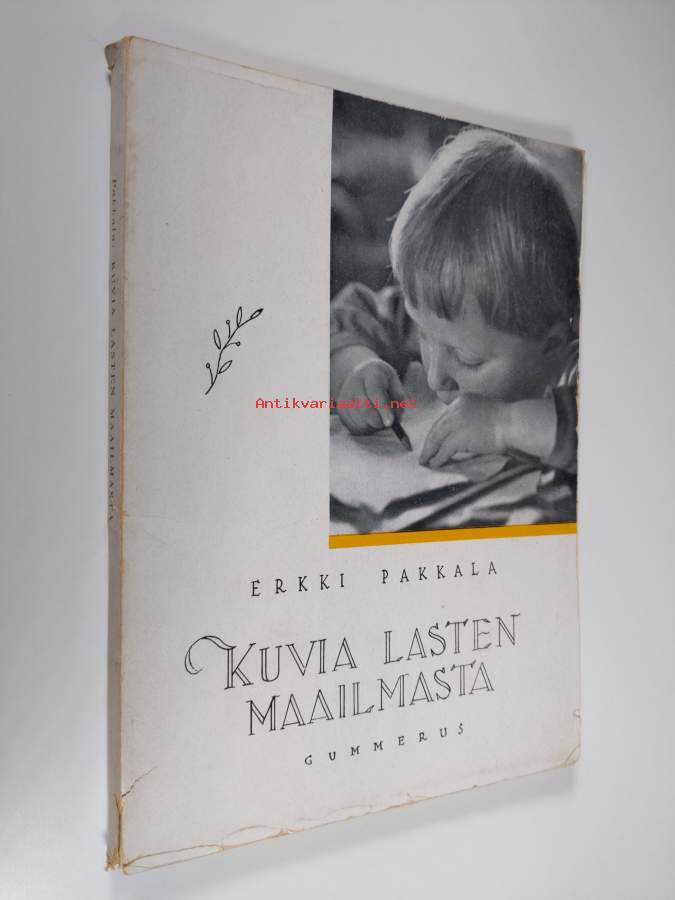 Pakkala: KUVIA LASTEN MAAILMASTA
Antikvariaatti.net
ERKKI PAKKALA
KUVIA LASTEN
MAAILMASTA
GUMMERUS